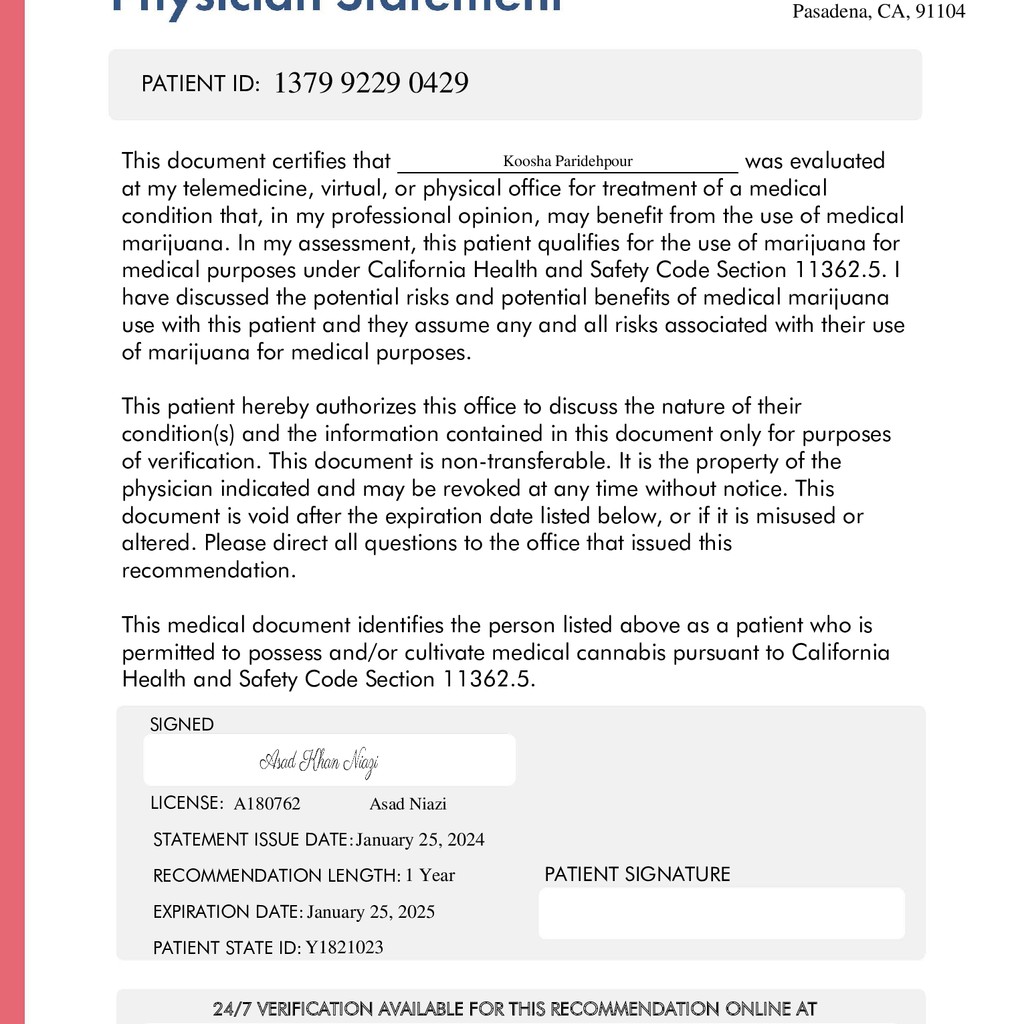 Physician Statement
Pasadena, CA, 91104
PATIENT ID: 1379 9229 0429
This document certifies that Koosha Paridehpour was evaluated
at my telemedicine, virtual, or physical office for treatment of a medical
condition that, in my professional opinion, may benefit from the use of medical
marijuana. In my assessment, this patient qualifies for the use of marijuana for
medical purposes under California Health and Safety Code Section 11362.5. I
have discussed the potential risks and potential benefits of medical marijuana
use with this patient and they assume any and all risks associated with their use
of marijuana for medical purposes.
This patient hereby authorizes this office to discuss the nature of their
condition(s) and the information contained in this document only for purposes
of verification. This document is non-transferable. It is the property of the
physician indicated and may be revoked at any time without notice. This
document is void after the expiration date listed below, or if it is misused or
altered. Please direct all questions to the office that issued this
recommendation.
This medical document identifies the person listed above as a patient who is
permitted to possess and/or cultivate medical cannabis pursuant to California
Health and Safety Code Section 11362.5.
SIGNED
Asad Khan Niazi
LICENSE: A180762 Asad Niazi
STATEMENT ISSUE DATE: January 25, 2024
RECOMMENDATION LENGTH: 1 Year
EXPIRATION DATE: January 25, 2025
PATIENT STATE ID: Y1821023
PATIENT SIGNATURE
24/7 VERIFICATION AVAILABLE FOR THIS RECOMMENDATION ONLINE AT